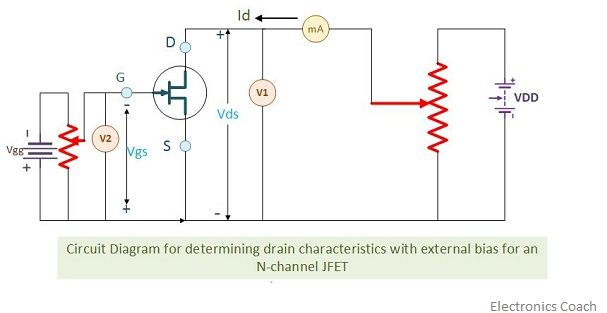 Id
mA
+
D
G
-
V1
Vds
V2
Vgs
S
Vgg
-
+
+
-
+
VDD
-
Circuit Diagram for determining drain characteristics with external bias for an
N-channel JFET
Electronics Coach